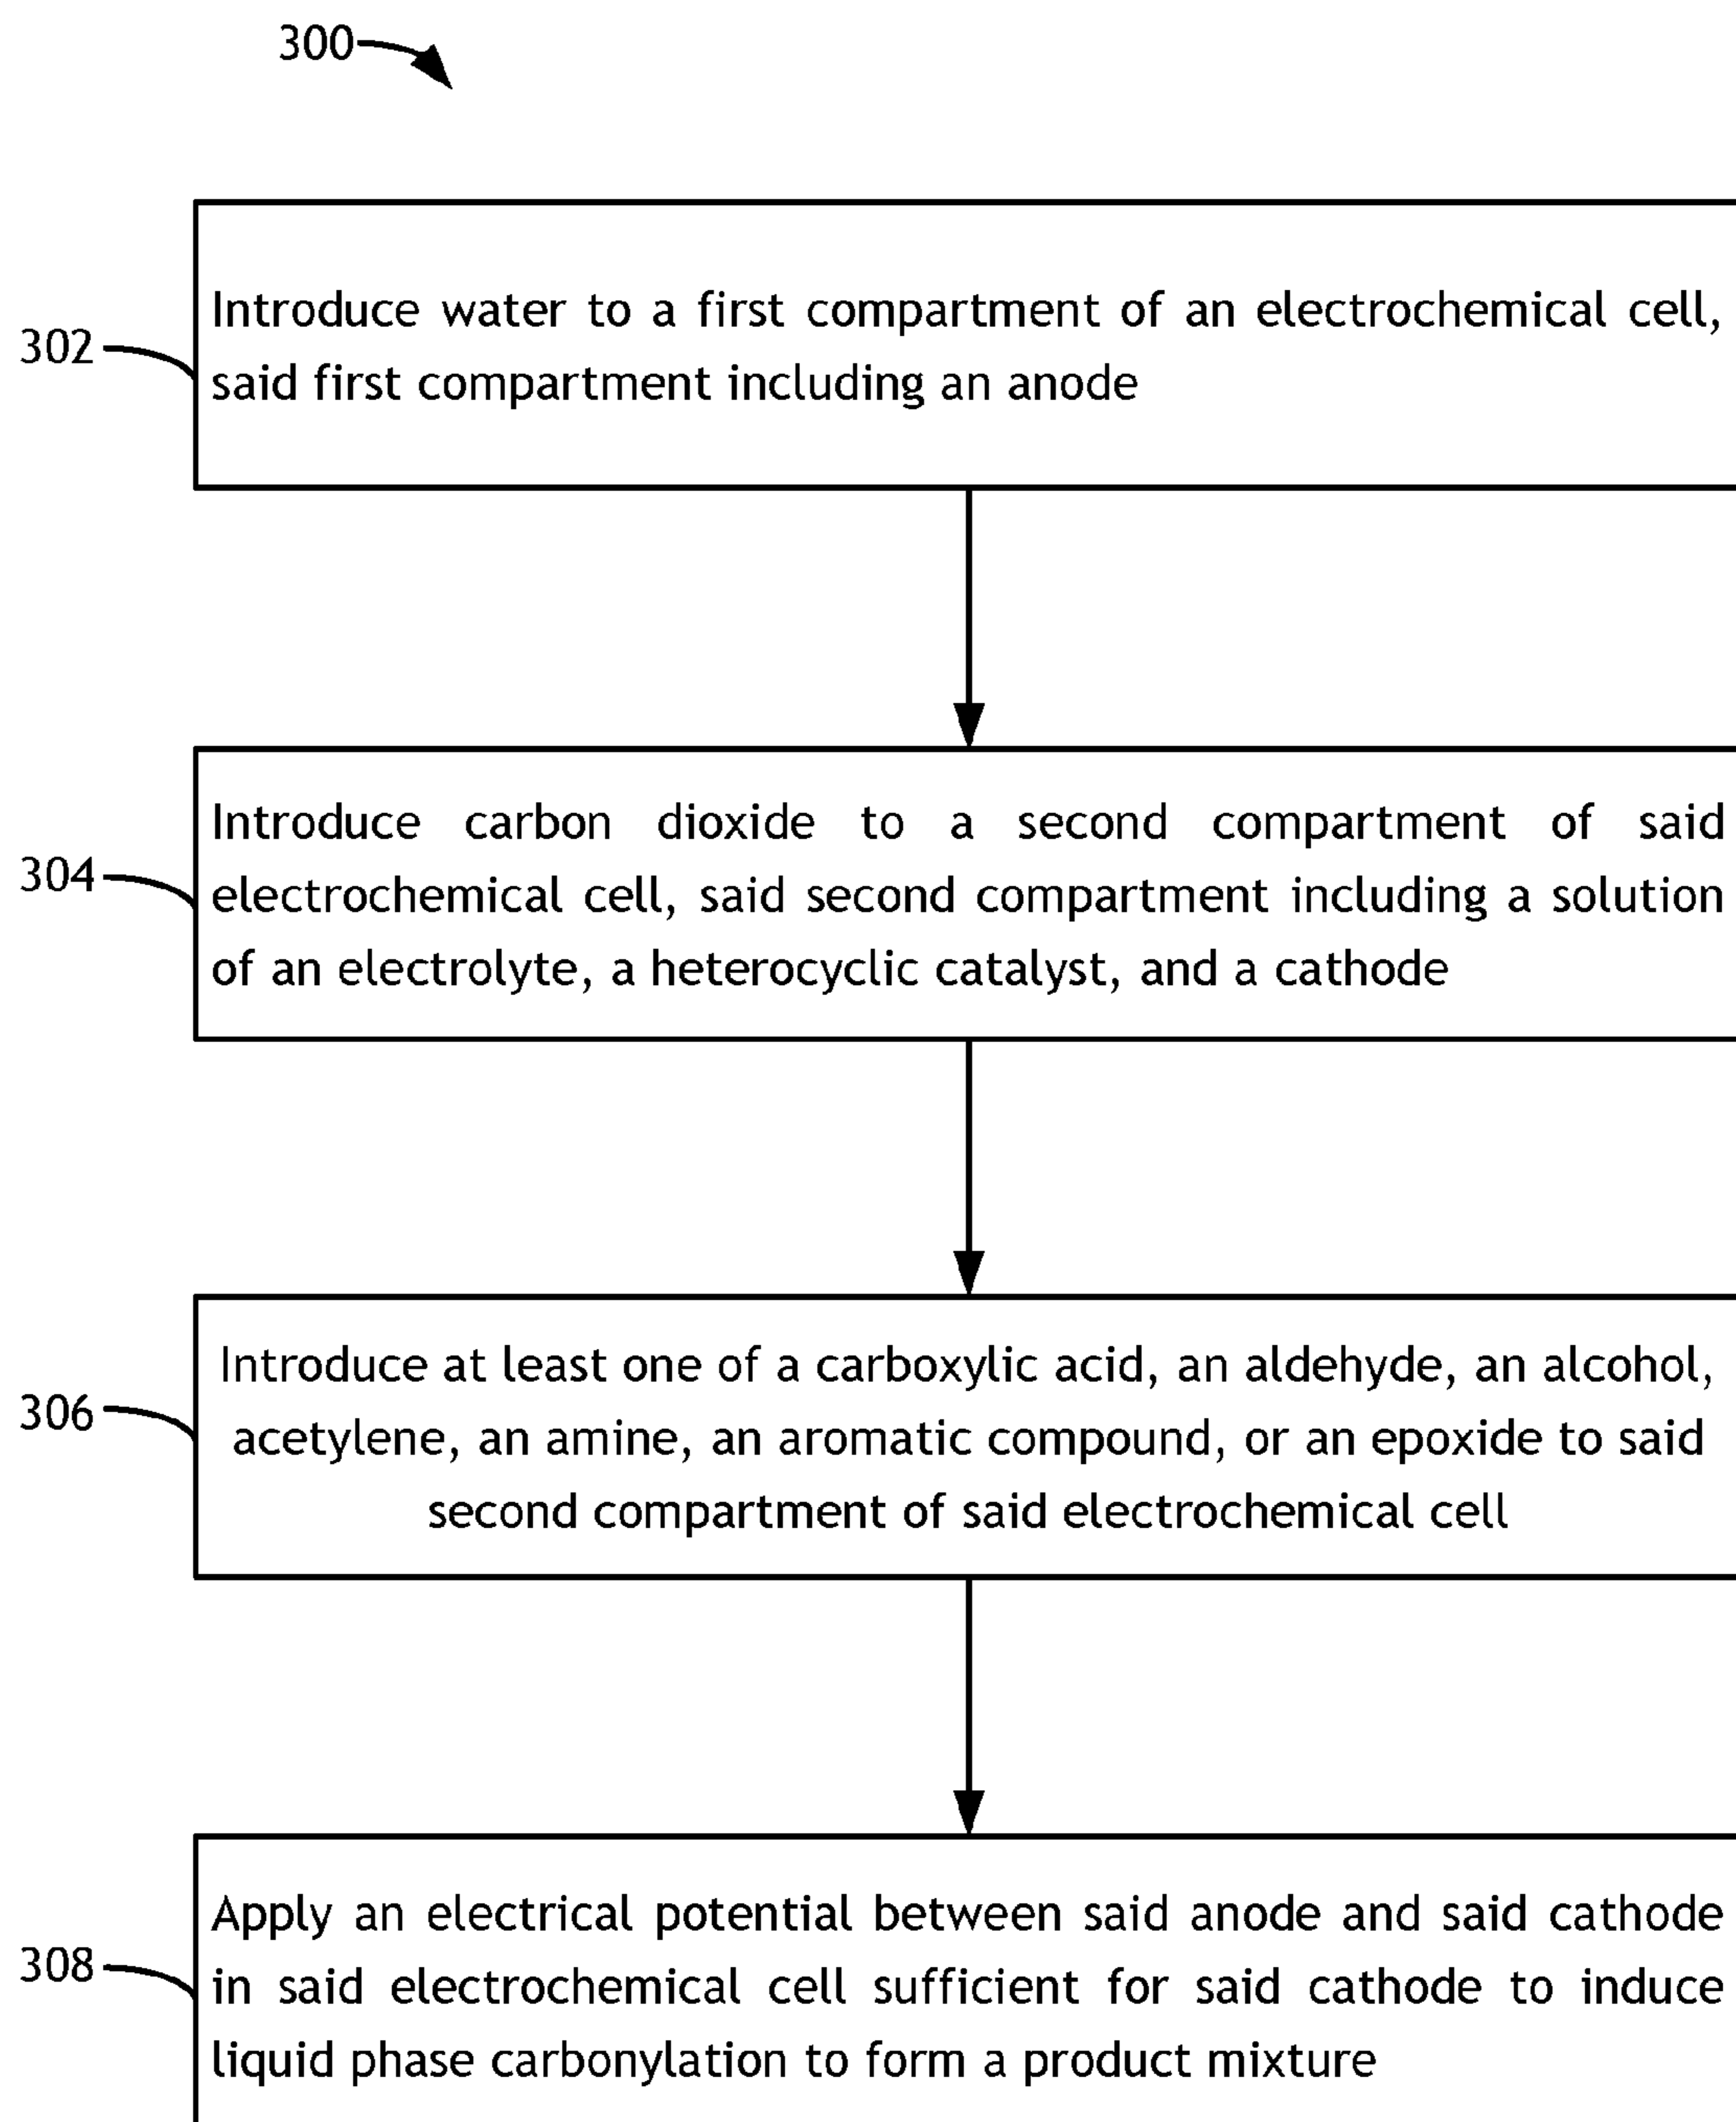 300
302
Introduce water to a first compartment of an electrochemical cell,
said first compartment including an anode
304
Introduce carbon dioxide to a second compartment of said
electrochemical cell, said second compartment including a solution
of an electrolyte, a heterocyclic catalyst, and a cathode
306
Introduce at least one of a carboxylic acid, an aldehyde, an alcohol,
acetylene, an amine, an aromatic compound, or an epoxide to said
second compartment of said electrochemical cell
308
Apply an electrical potential between said anode and said cathode
in said electrochemical cell sufficient for said cathode to induce
liquid phase carbonylation to form a product mixture